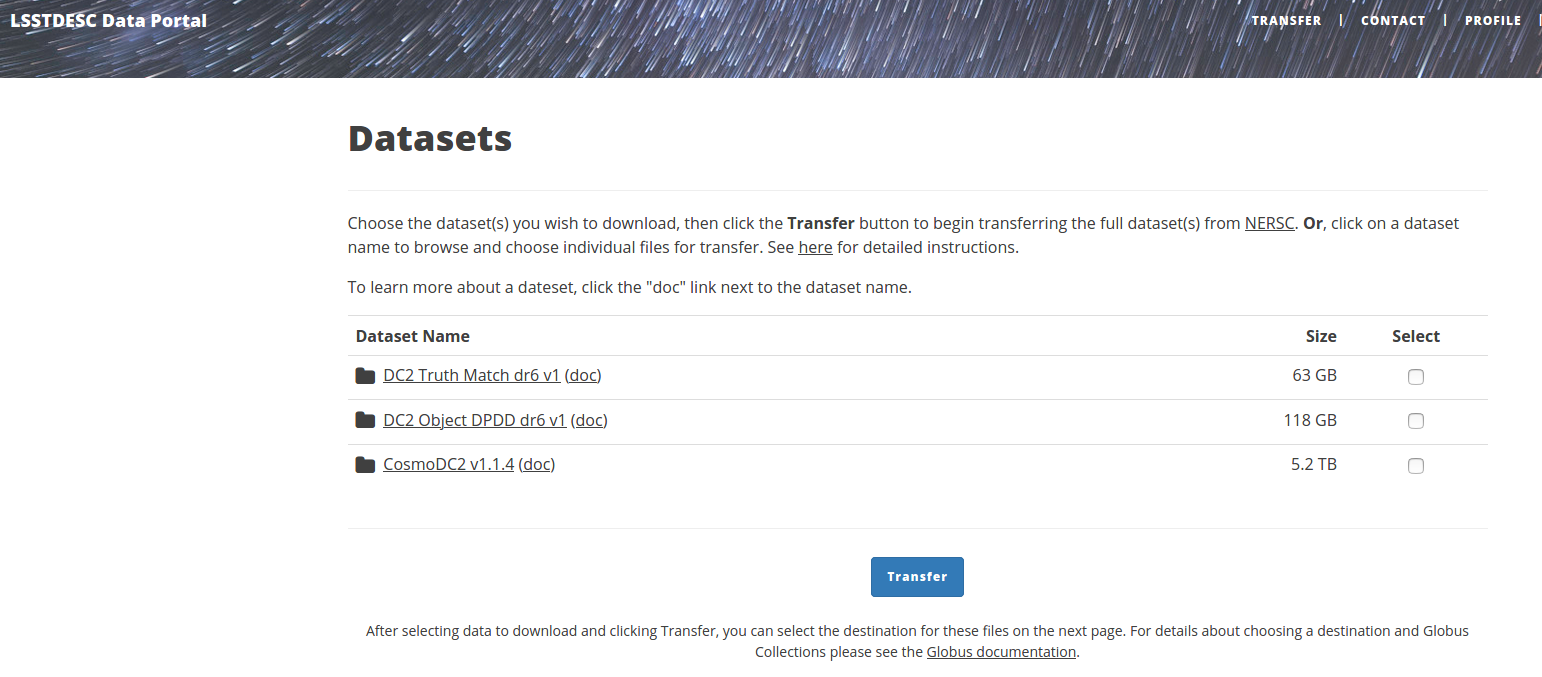 LSSTDESC Data Portal
TRANSFER | CONTACT | PROFILE |
Datasets
Choose the dataset(s) you wish to download, then click the Transfer button to begin transferring the full dataset(s) from NERSC. Or, click on a dataset
name to browse and choose individual files for transfer. See here for detailed instructions.
To learn more about a dateset, click the "doc" link next to the dataset name.
Dataset Name Size Select
DC2 Truth Match dr6 v1 (doc) 63 GB
DC2 Object DPDD dr6 v1 (doc) 118 GB
CosmoDC2 v1.1.4 (doc) 5.2 TB
Transfer
After selecting data to download and clicking Transfer, you can select the destination for these files on the next page. For details about choosing a destination and Globus
Collections please see the Globus documentation.